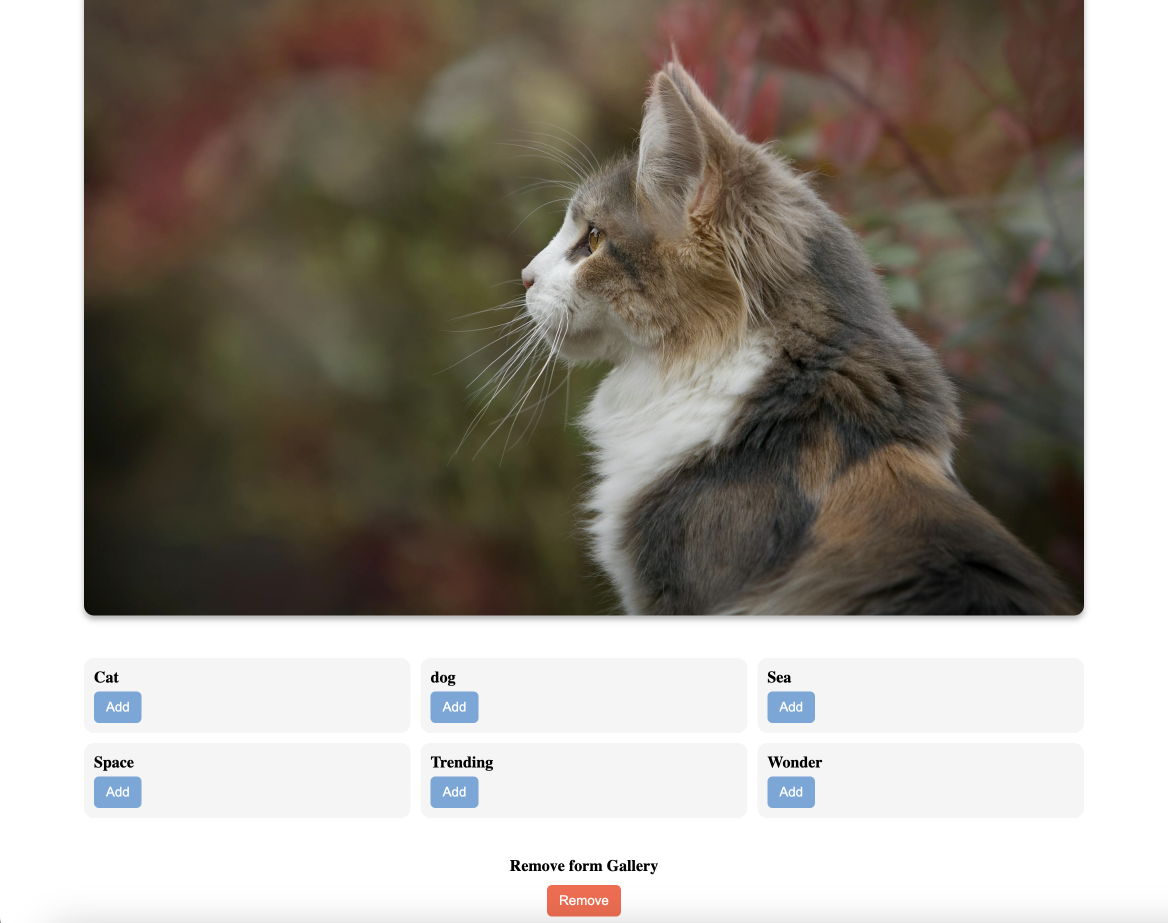 Cat
dog
Sea
Add
Add
Add
Space
Trending
Wonder
Add
Add
Add
Remove form Gallery
Remove